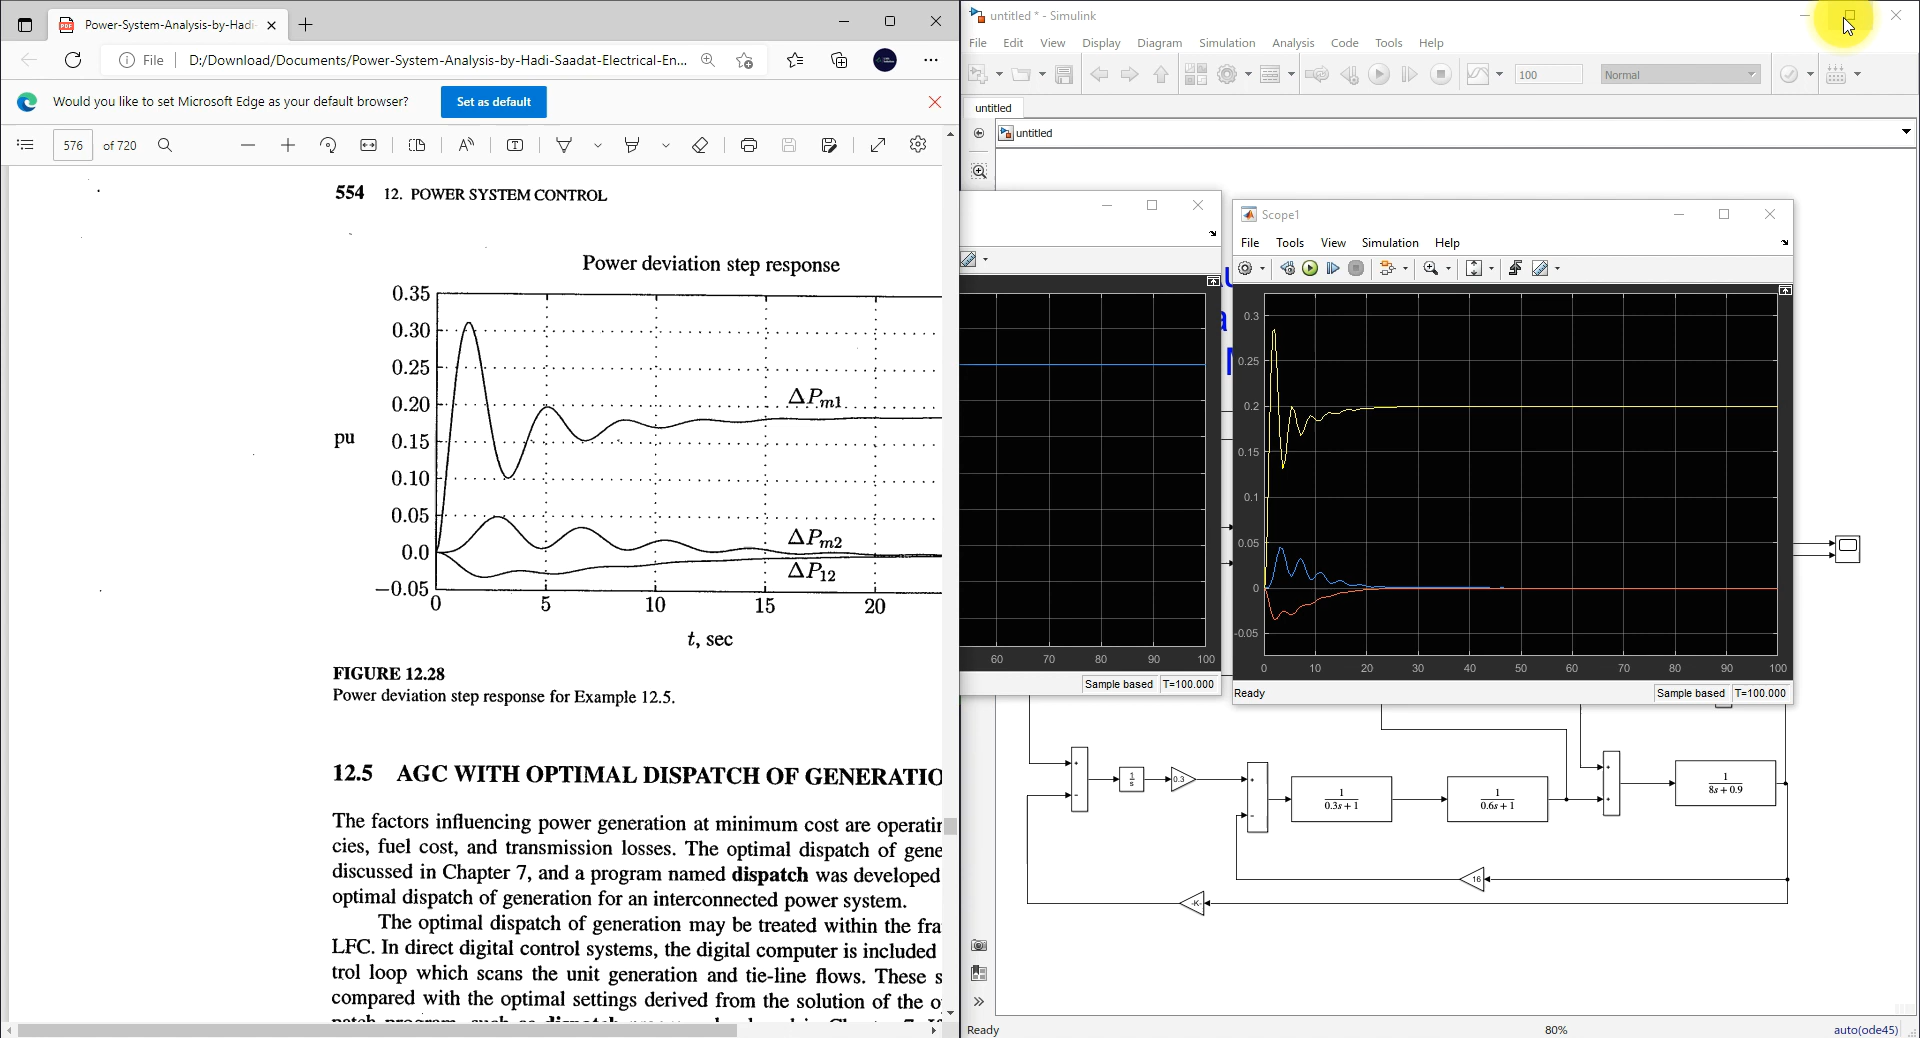 Power-System-Analysis-by-Hadi-
File
D:/Download/Documents/Power-System-Analysis-by-Hadi-Saadat-Electrical-En...
Would you like to set Microsoft Edge as your default browser?
Set as default
576 of 720
554 12. POWER SYSTEM CONTROL
Power deviation step response
0.35
0.30
0.25
0.20
0.15
0.10
0.05
0.0
−0.05
pu
ΔPm1
ΔPm2
ΔP12
0 5 10 15 20
t, sec
FIGURE 12.28
Power deviation step response for Example 12.5.
12.5 AGC WITH OPTIMAL DISPATCH OF GENERATIO
The factors influencing power generation at minimum cost are operatin
cies, fuel cost, and transmission losses. The optimal dispatch of gene
discussed in Chapter 7, and a program named dispatch was developed
optimal dispatch of generation for an interconnected power system.
The optimal dispatch of generation may be treated within the fra
LFC. In direct digital control systems, the digital computer is included
trol loop which scans the unit generation and tie-line flows. These s
compared with the optimal settings derived from the solution of the o
untitled * - Simulink
File Edit View Display Diagram Simulation Analysis Code Tools Help
100
Normal
untitled
untitled
60 70 80 90 100
Sample based T=100.000
Scope1
File Tools View Simulation Help
0.3
0.25
0.2
0.15
0.1
0.05
0
-0.05
0 10 20 30 40 50 60 70 80 90 100
Ready
Sample based T=100.000
1
s
0.3
1
0.3s+1
1
0.6s+1
1
8s+0.9
16
-K-
Ready
80%
auto(ode45)